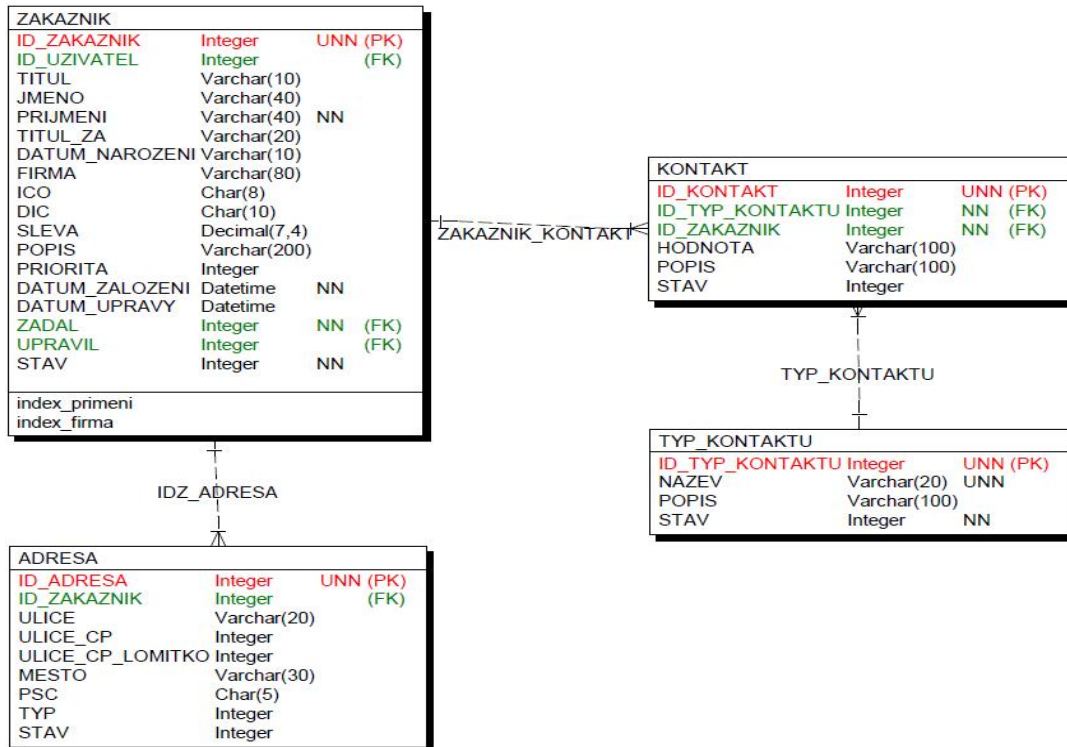 ZAKAZNIK
ID_ZAKAZNIK Integer UNN (PK)
ID_UZIVATEL Integer (FK)
TITUL Varchar(10)
JMENO Varchar(40)
PRIJMENI Varchar(40) NN
TITUL_ZA Varchar(20)
DATUM_NAROZENI Varchar(10)
FIRMA Varchar(80)
ICO Char(8)
DIC Char(10)
SLEVA Decimal(7,4)
POPIS Varchar(200)
PRIORITA Integer
DATUM_ZALOZENI Datetime NN
DATUM_UPRAVY Datetime
ZADAL Integer NN (FK)
UPRAVIL Integer (FK)
STAV Integer NN
index_primeni
index_firma
ZAKAZNIK_KONTAKT
KONTAKT
ID_KONTAKT Integer UNN (PK)
ID_TYP_KONTAKTU Integer NN (FK)
ID_ZAKAZNIK Integer NN (FK)
HODNOTA Varchar(100)
POPIS Varchar(100)
STAV Integer
TYP_KONTAKTU
TYP_KONTAKTU
ID_TYP_KONTAKTU Integer UNN (PK)
NAZEV Varchar(20) UNN
POPIS Varchar(100)
STAV Integer NN
IDZ_ADRESA
ADRESA
ID_ADRESA Integer UNN (PK)
ID_ZAKAZNIK Integer (FK)
ULICE Varchar(20)
ULICE_CP Integer
ULICE_CP_LOMITKO Integer
MESTO Varchar(30)
PSC Char(5)
TYP Integer
STAV Integer